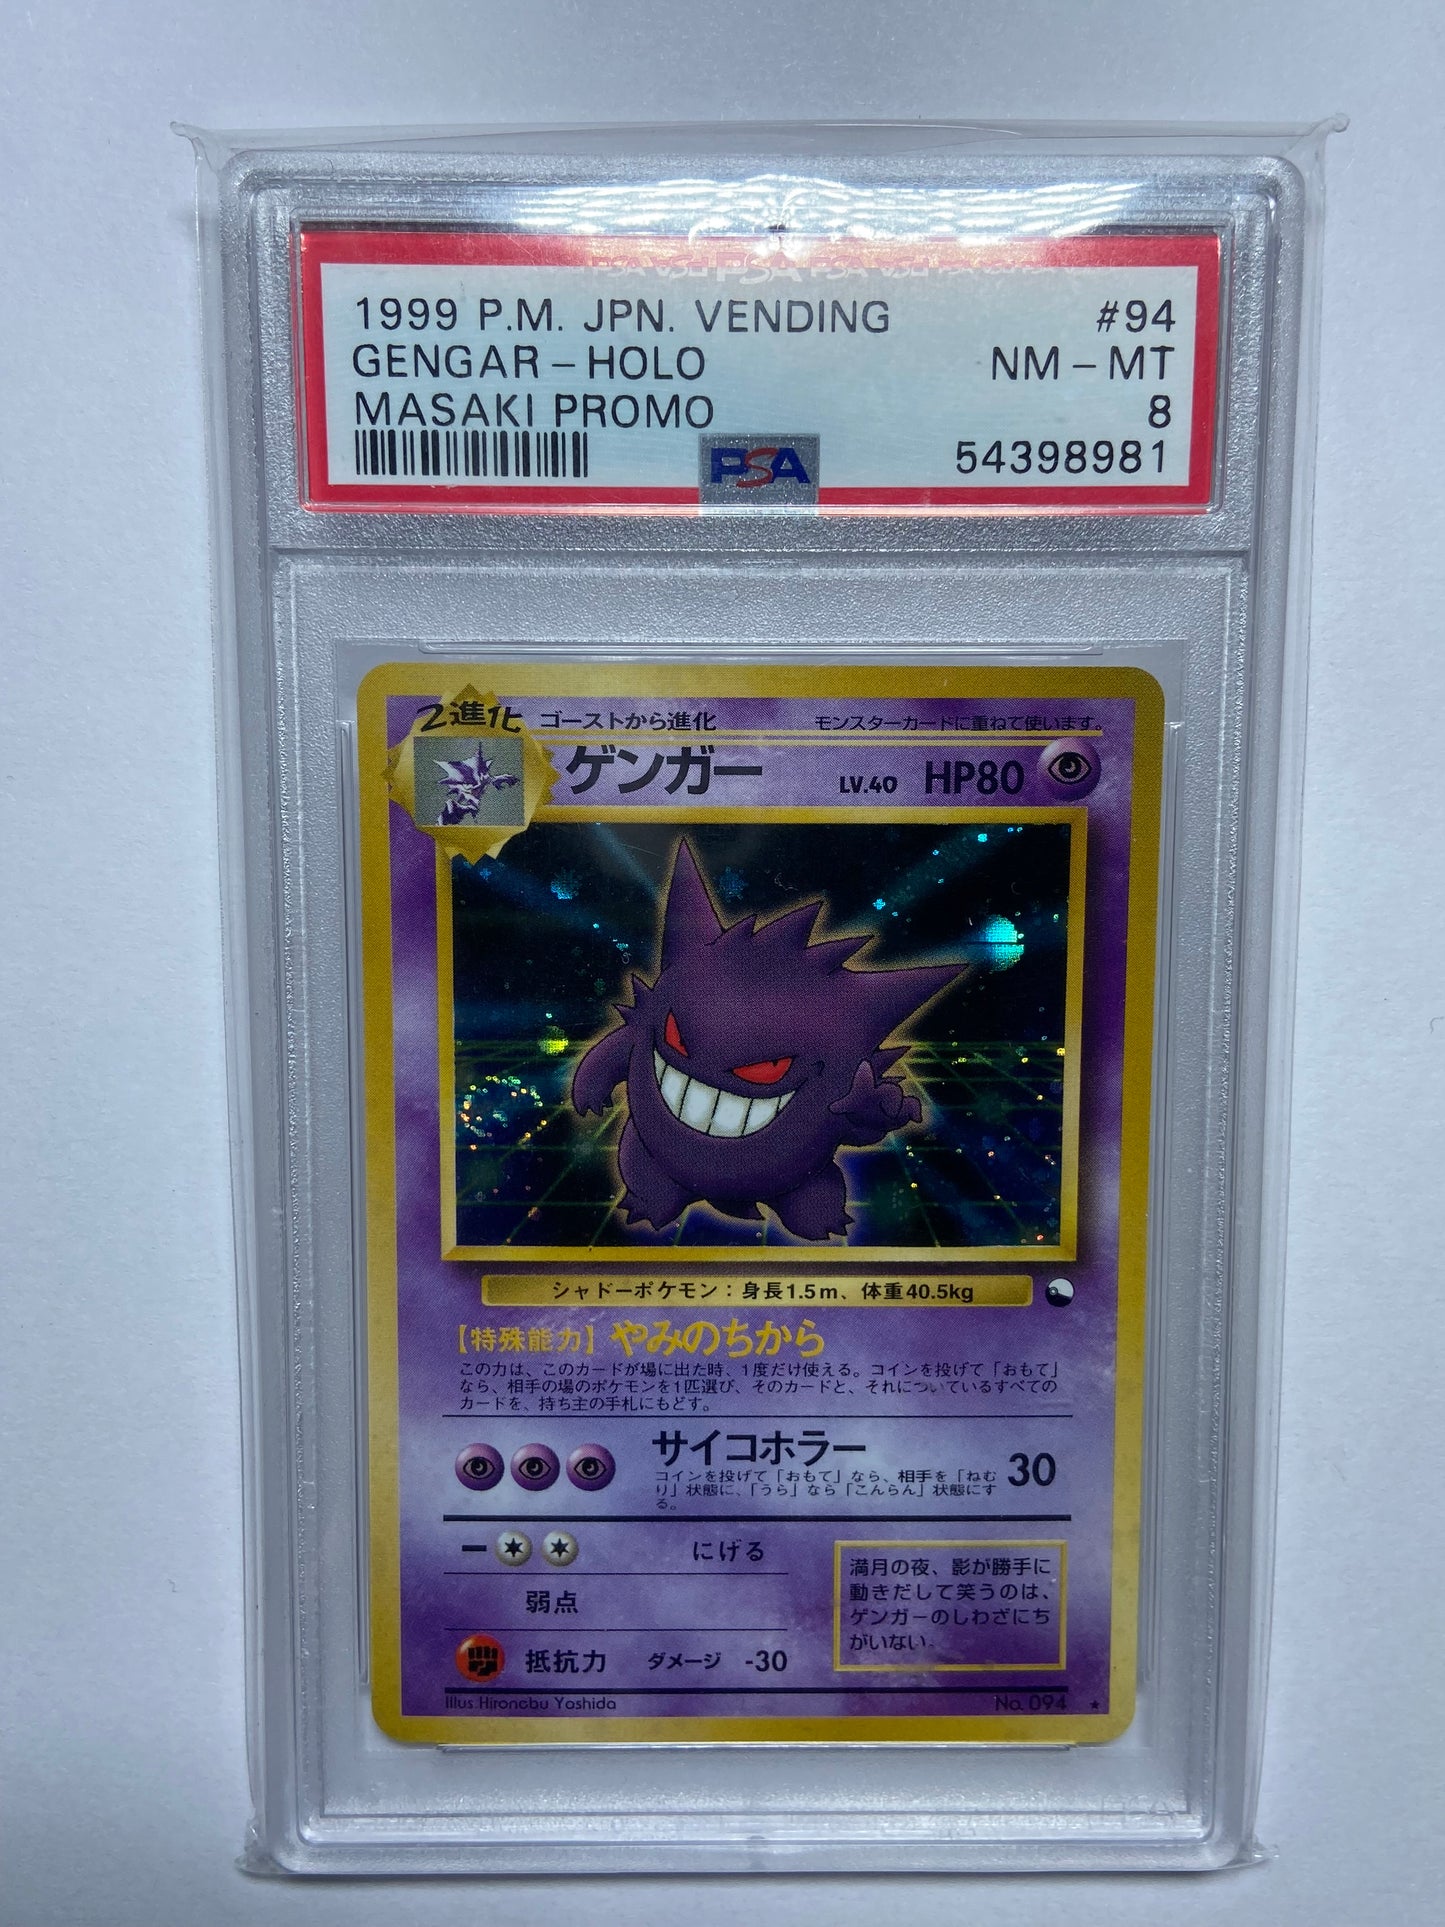 1999 P.M. JPN. VENDING #94
GENGAR-HOLO NM-MT
MASAKI PROMO 8
PSA 54398981
2進化 ゴーストから進化 モンスターカードに重ねて使います。
ゲンガー LV.40 HP80
シャドーポケモン：身長1.5m、体重40.5kg
【特殊能力】やみのちから
この力は、このカードが場に出た時、1度だけ使える。コインを投げて「おもて」
なら、相手の場のポケモンを1匹選び、そのカードと、それについているすべての
カードを、持ち主の手札にもどす。
サイコホラー 30
コインを投げて「おもて」なら、相手を「ねむ
り」状態に、「うら」なら「こんらん」状態にす
る。
ー にげる
弱点
抵抗力 ダメージ -30
満月の夜、影が勝手に
動きだして笑うのは、
ゲンガーのしわざにち
がいない。
Illus. Hironobu Yoshida No. 094 ★